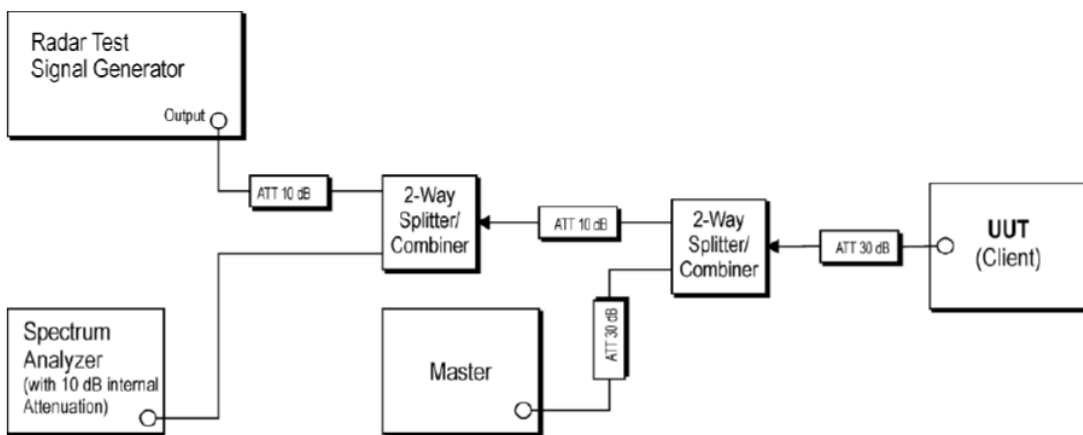 Radar Test
Signal Generator
Output
ATT 10 dB
2-Way
Splitter/
Combiner
ATT 10 dB
2-Way
Splitter/
Combiner
ATT 30 dB
UUT
(Client)
Spectrum
Analyzer
(with 10 dB internal
Attenuation)
Master
ATT 30 dB